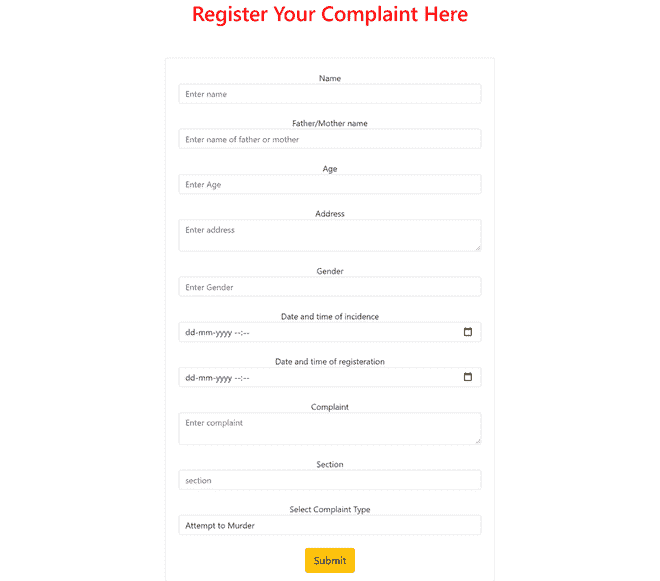 Register Your Complaint Here
Name
Enter name
Father/Mother name
Enter name of father or mother
Age
Enter Age
Address
Enter address
Gender
Enter Gender
Date and time of incidence
dd-mm-yyyy --:--
Date and time of registeration
dd-mm-yyyy --:--
Complaint
Enter complaint
Section
section
Select Complaint Type
Attempt to Murder
Submit